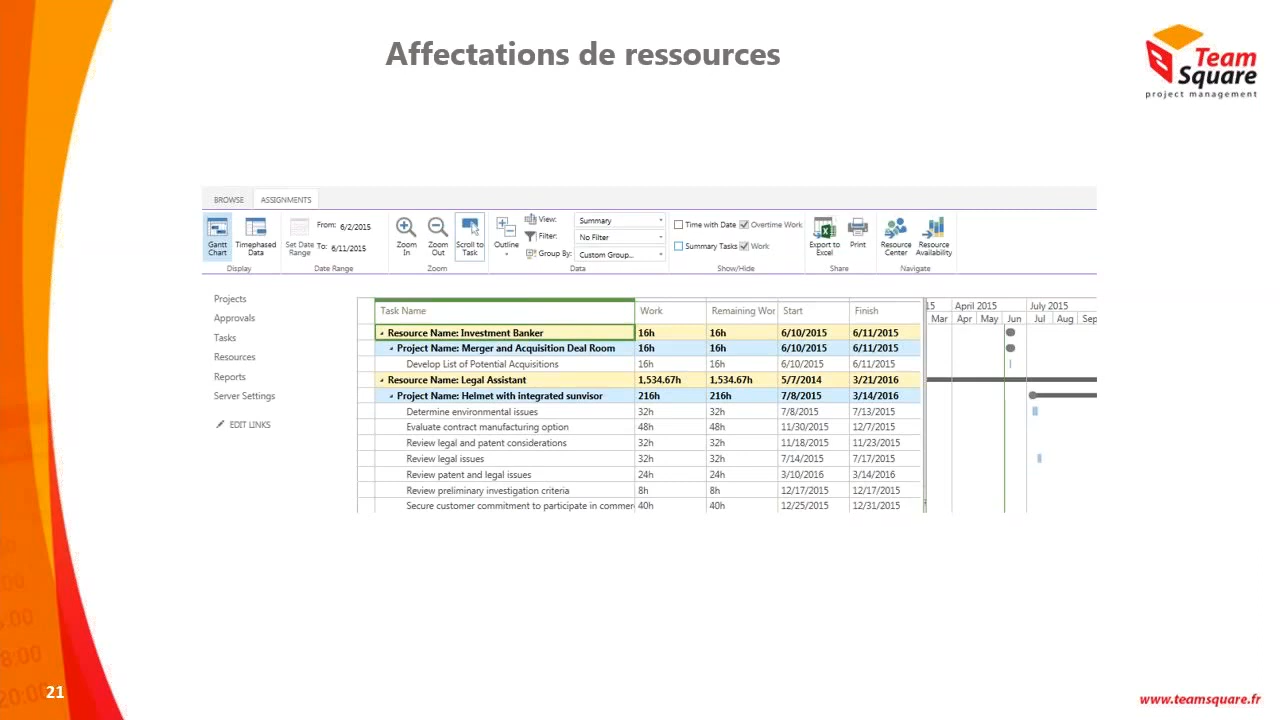 Affectations de ressources
Team
Square
project management
BROWSE ASSIGNMENTS
Gantt Chart
Timephased Data
Display
Set Date Range
From: 6/2/2015
To: 6/11/2015
Date Range
Zoom In
Zoom Out
Scroll to Task
Zoom
Outline
View: Summary
Filter: No Filter
Group By: Custom Group...
Data
Time with Date Overtime Work
Summary Tasks Work
Show/Hide
Export to Excel
Print
Share
Resource Center
Resource Availability
Navigate
Projects
Approvals
Tasks
Resources
Reports
Server Settings
EDIT LINKS
Task Name Work Remaining Wor Start Finish
Resource Name: Investment Banker 16h 16h 6/10/2015 6/11/2015
Project Name: Merger and Acquisition Deal Room 16h 16h 6/10/2015 6/11/2015
Develop List of Potential Acquisitions 16h 16h 6/10/2015 6/11/2015
Resource Name: Legal Assistant 1,534.67h 1,534.67h 5/7/2014 3/21/2016
Project Name: Helmet with integrated sunvisor 216h 216h 7/8/2015 3/14/2016
Determine environmental issues 32h 32h 7/8/2015 7/13/2015
Evaluate contract manufacturing option 48h 48h 11/30/2015 12/7/2015
Review legal and patent considerations 32h 32h 11/18/2015 11/23/2015
Review legal issues 32h 32h 7/14/2015 7/17/2015
Review patent and legal issues 24h 24h 3/10/2016 3/14/2016
Review preliminary investigation criteria 8h 8h 12/17/2015 12/17/2015
Secure customer commitment to participate in commer 40h 40h 12/25/2015 12/31/2015
15 April 2015 July 2015
Mar Apr May Jun Jul Aug Sep
:00
8:00
20:00
21
www.teamsquare.fr